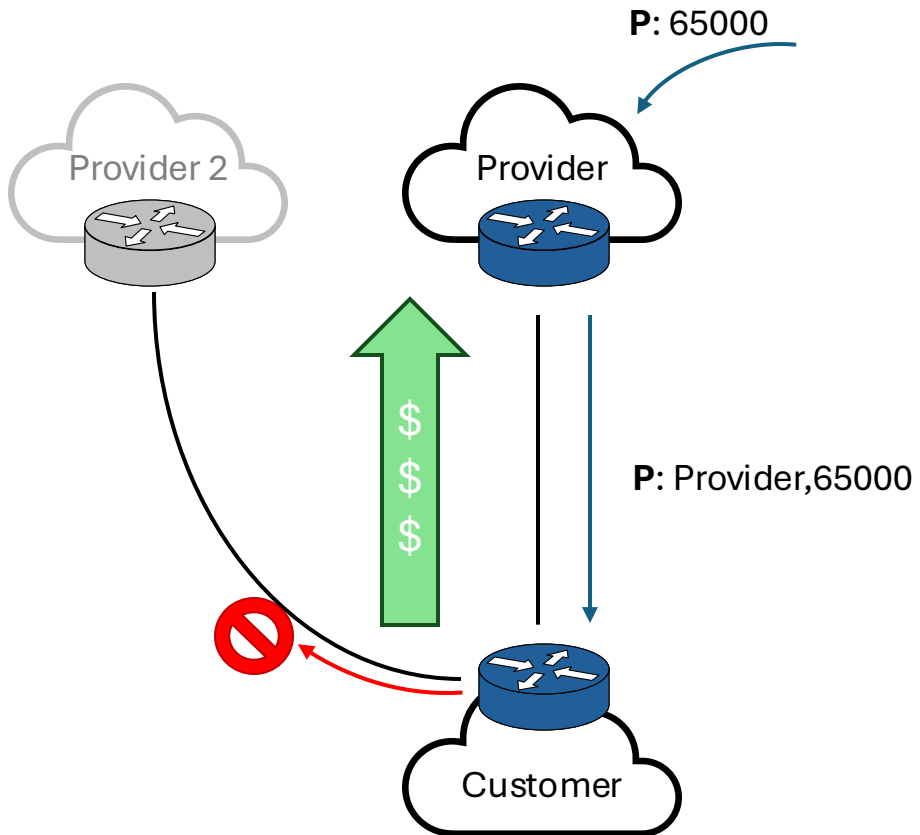 P: 65000
Provider 2
Provider
$
$
$
P: Provider,65000
Customer